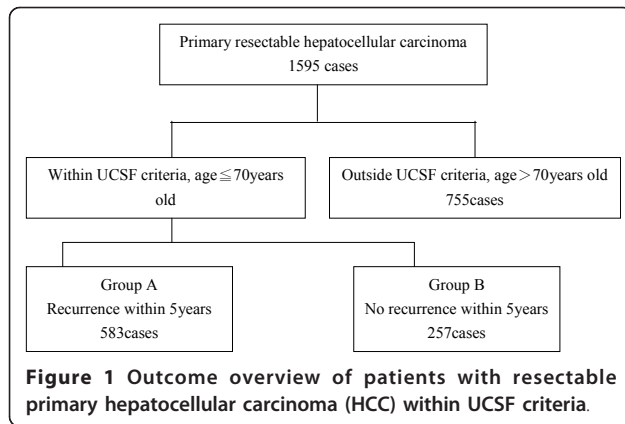 Primary resectable hepatocellular carcinoma
1595 cases
Within UCSF criteria, age≦70years
old
Outside UCSF criteria, age＞70years old
755cases
Group A
Recurrence within 5years
583cases
Group B
No recurrence within 5years
257cases
Figure 1 Outcome overview of patients with resectable
primary hepatocellular carcinoma (HCC) within UCSF criteria.